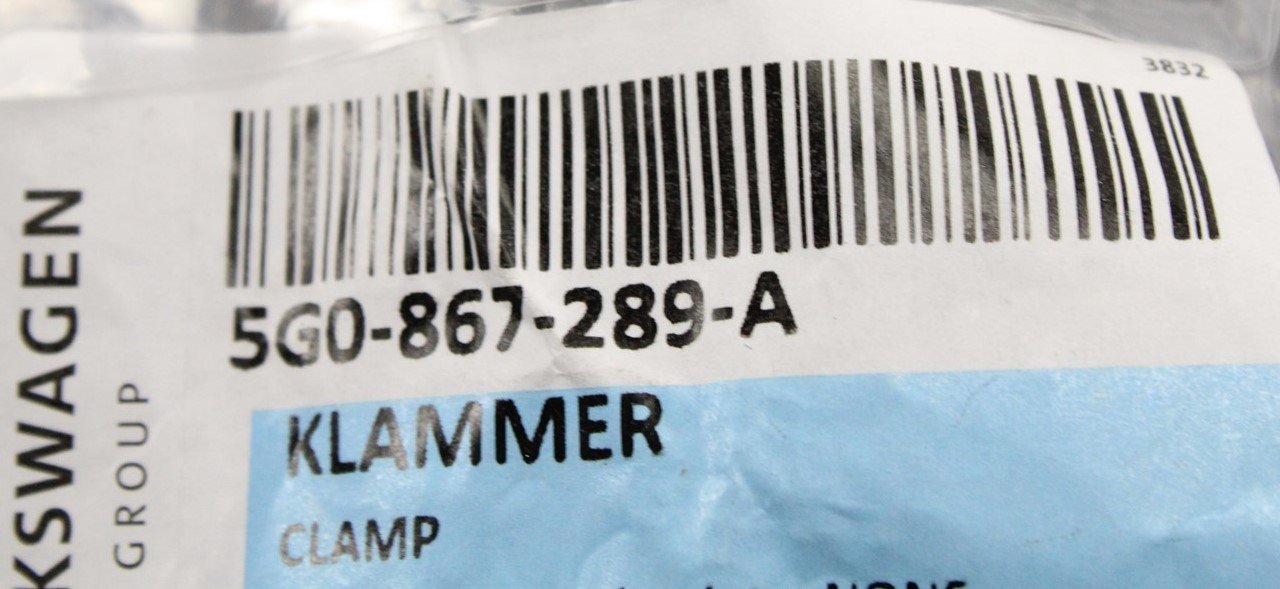 3832
KSWAGEN
GROUP
5G0-867-289-A
KLAMMER
CLAMP